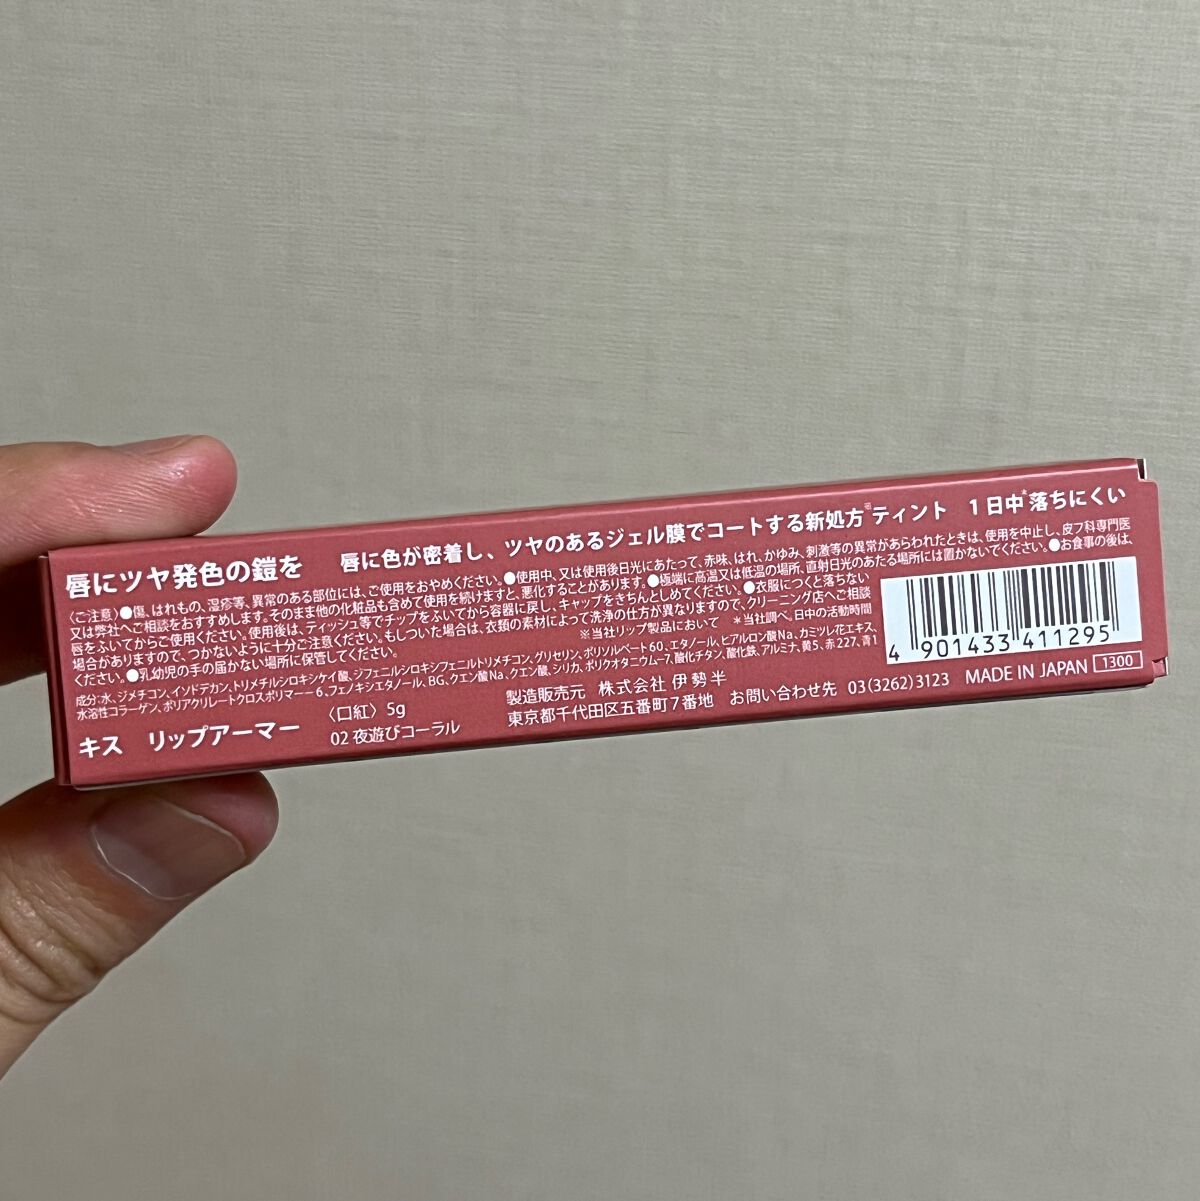 唇にツヤ発色の鎧を　唇に色が密着し、ツヤのあるジェル膜でコートする新処方※ティント　1日中*落ちにくい
〈ご注意〉●傷、はれもの、湿疹等、異常のある部位には、ご使用をおやめください。●使用中、又は使用後日光にあたって、赤味、はれ、かゆみ、刺激等の異常があらわれたときは、使用を中止し、皮フ科専門医
又は弊社へご相談をおすすめします。そのまま他の化粧品も含めて使用を続けますと、悪化することがあります。●極端に高温又は低温の場所、直射日光のあたる場所には置かないでください。●お食事の後は、
唇をふいてからご使用ください。使用後は、ティッシュ等でチップをふいてから容器に戻し、キャップをきちんとしめてください。●衣服につくと落ちない
場合がありますので、つかないように十分ご注意ください。もしついた場合は、衣類の素材によって洗浄の仕方が異なりますので、クリーニング店へご相談
ください。●乳幼児の手の届かない場所に保管してください。
※当社リップ製品において　*当社調べ、日中の活動時間
成分：水、ジメチコン、イソドデカン、トリメチルシロキシケイ酸、ジフェニルシロキシフェニルトリメチコン、グリセリン、ポリソルベート60、エタノール、ヒアルロン酸Na、カミツレ花エキス、
水溶性コラーゲン、ポリアクリレートクロスポリマー-6、フェノキシエタノール、BG、クエン酸Na、クエン酸、シリカ、ポリクオタニウム-7、酸化チタン、酸化鉄、アルミナ、黄5、赤227、青1
4 901433 411295
キス　リップアーマー
〈口紅〉5g
02 夜遊びコーラル
製造販売元　株式会社 伊勢半
東京都千代田区五番町7番地　お問い合わせ先　03(3262)3123　MADE IN JAPAN 1300